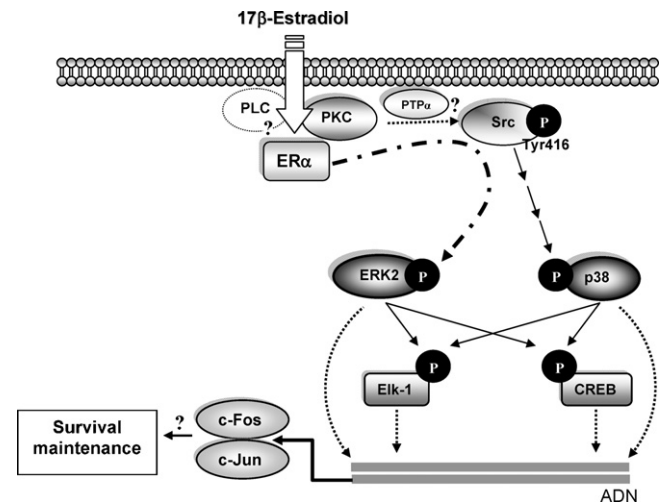 17β-Estradiol
PLC
?
PKC
PTPα
?
Src
P
Tyr416
ERα
ERK2
P
P
p38
P
Elk-1
P
CREB
Survival
maintenance
?
c-Fos
c-Jun
ADN